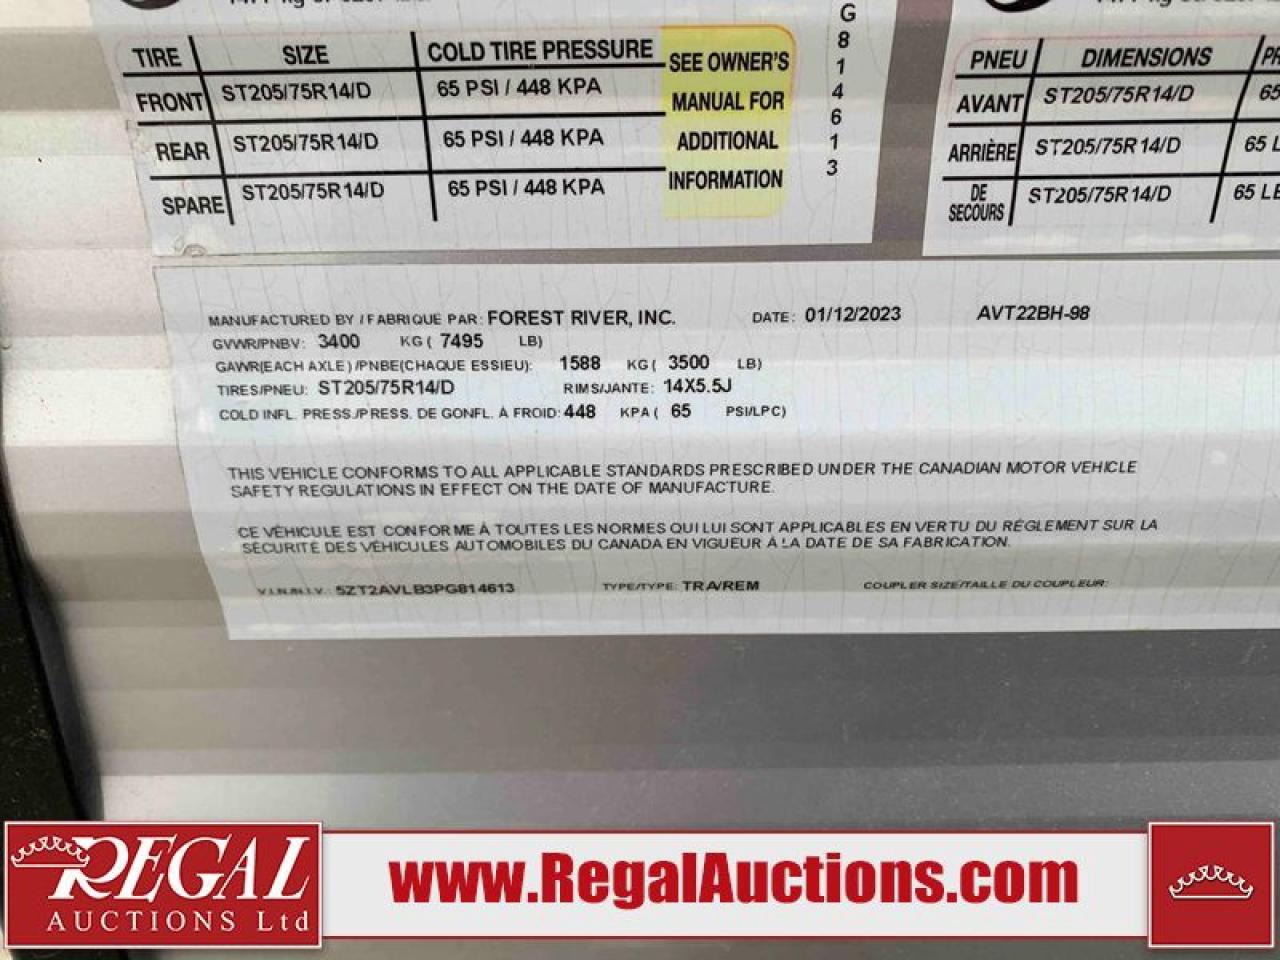 TIRE SIZE COLD TIRE PRESSURE SEE OWNER'S MANUAL FOR ADDITIONAL INFORMATION
FRONT ST205/75R14/D 65 PSI / 448 KPA
REAR ST205/75R14/D 65 PSI / 448 KPA
SPARE ST205/75R14/D 65 PSI / 448 KPA
G814613
PNEU DIMENSIONS
AVANT ST205/75R14/D 65
ARRIÈRE ST205/75R14/D 65
DE SECOURS ST205/75R14/D 65
MANUFACTURED BY / FABRIQUE PAR: FOREST RIVER, INC. DATE: 01/12/2023 AVT22BH-98
GVWR/PNBV: 3400 KG ( 7495 LB)
GAWR(EACH AXLE) /PNBE(CHAQUE ESSIEU): 1588 KG ( 3500 LB)
TIRES/PNEU: ST205/75R14/D RIMS/JANTE: 14X5.5J
COLD INFL. PRESS./PRESS. DE GONFL. À FROID: 448 KPA ( 65 PSI/LPC)
THIS VEHICLE CONFORMS TO ALL APPLICABLE STANDARDS PRESCRIBED UNDER THE CANADIAN MOTOR VEHICLE
SAFETY REGULATIONS IN EFFECT ON THE DATE OF MANUFACTURE.
CE VÉHICULE EST CONFORME À TOUTES LES NORMES QUI LUI SONT APPLICABLES EN VERTU DU RÉGLEMENT SUR LA
SÉCURITÉ DES VÉHICULES AUTOMOBILES DU CANADA EN VIGUEUR À LA DATE DE SA FABRICATION.
V.I.N./N.I.V.: 5ZT2AVLB3PG814613 TYPE/TYPE: TRA/REM COUPLER SIZE/TAILLE DU COUPLEUR:
REGAL
AUCTIONS Ltd
www.RegalAuctions.com